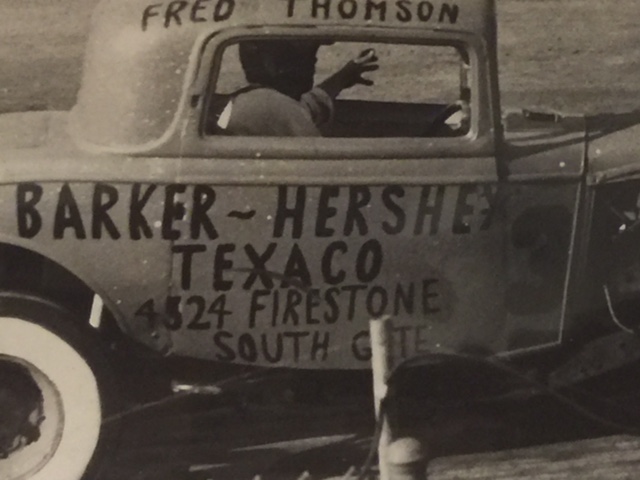 FRED THOMSON
BARKER~HERSHEY
TEXACO
4524 FIRESTONE
SOUTH GATE